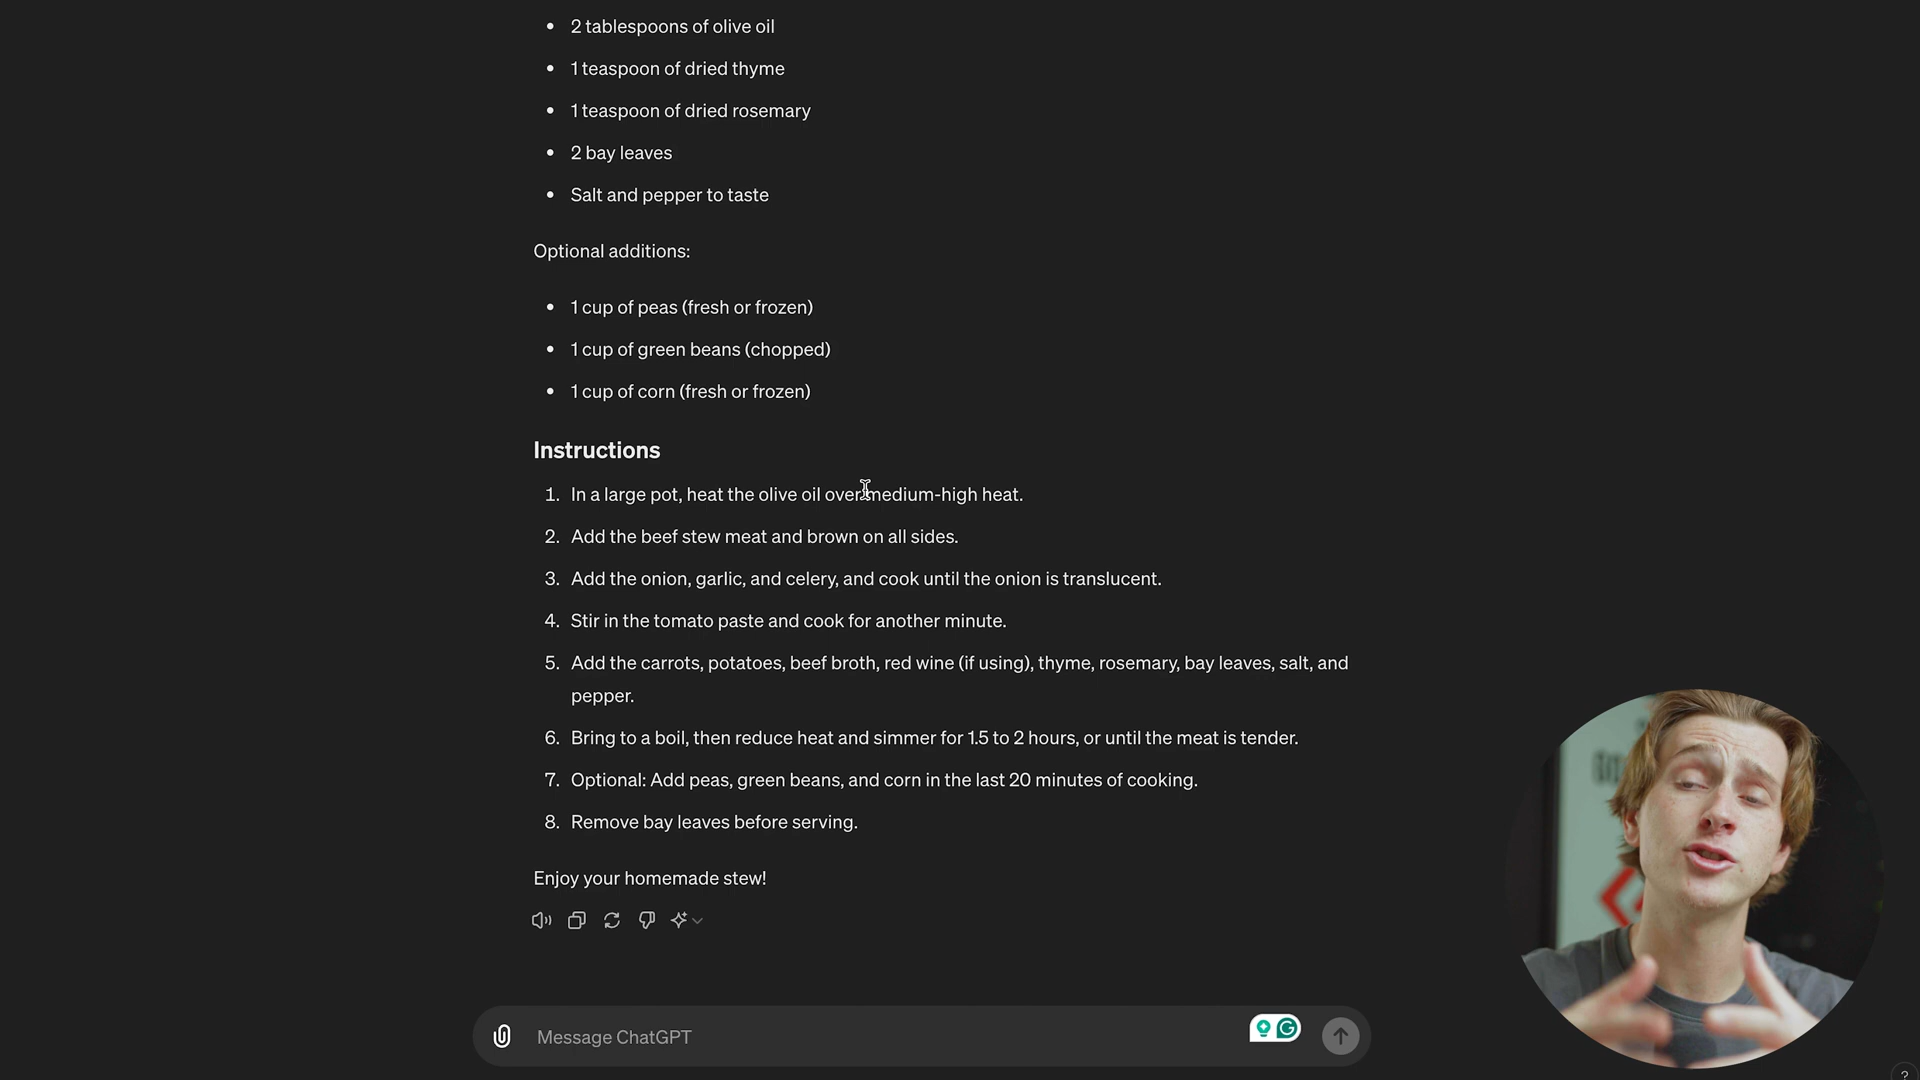 • 2 tablespoons of olive oil
• 1 teaspoon of dried thyme
• 1 teaspoon of dried rosemary
• 2 bay leaves
• Salt and pepper to taste
Optional additions:
• 1 cup of peas (fresh or frozen)
• 1 cup of green beans (chopped)
• 1 cup of corn (fresh or frozen)
Instructions
1. In a large pot, heat the olive oil over medium-high heat.
2. Add the beef stew meat and brown on all sides.
3. Add the onion, garlic, and celery, and cook until the onion is translucent.
4. Stir in the tomato paste and cook for another minute.
5. Add the carrots, potatoes, beef broth, red wine (if using), thyme, rosemary, bay leaves, salt, and
pepper.
6. Bring to a boil, then reduce heat and simmer for 1.5 to 2 hours, or until the meat is tender.
7. Optional: Add peas, green beans, and corn in the last 20 minutes of cooking.
8. Remove bay leaves before serving.
Enjoy your homemade stew!
Message ChatGPT
?